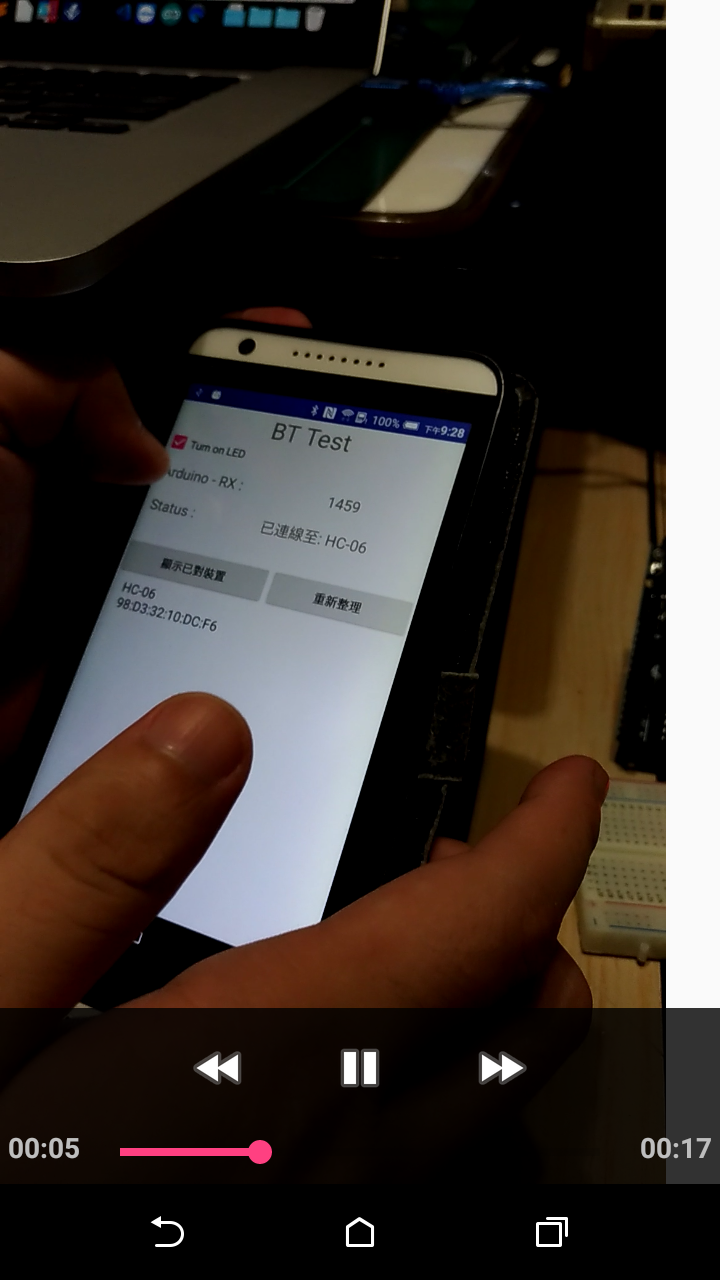 100% 下午9:28
BT Test
Turn on LED
Arduino - RX :
1459
Status :
已連線至: HC-06
顯示已對裝置
重新整理
HC-06
98:D3:32:10:DC:F6
00:05
00:17